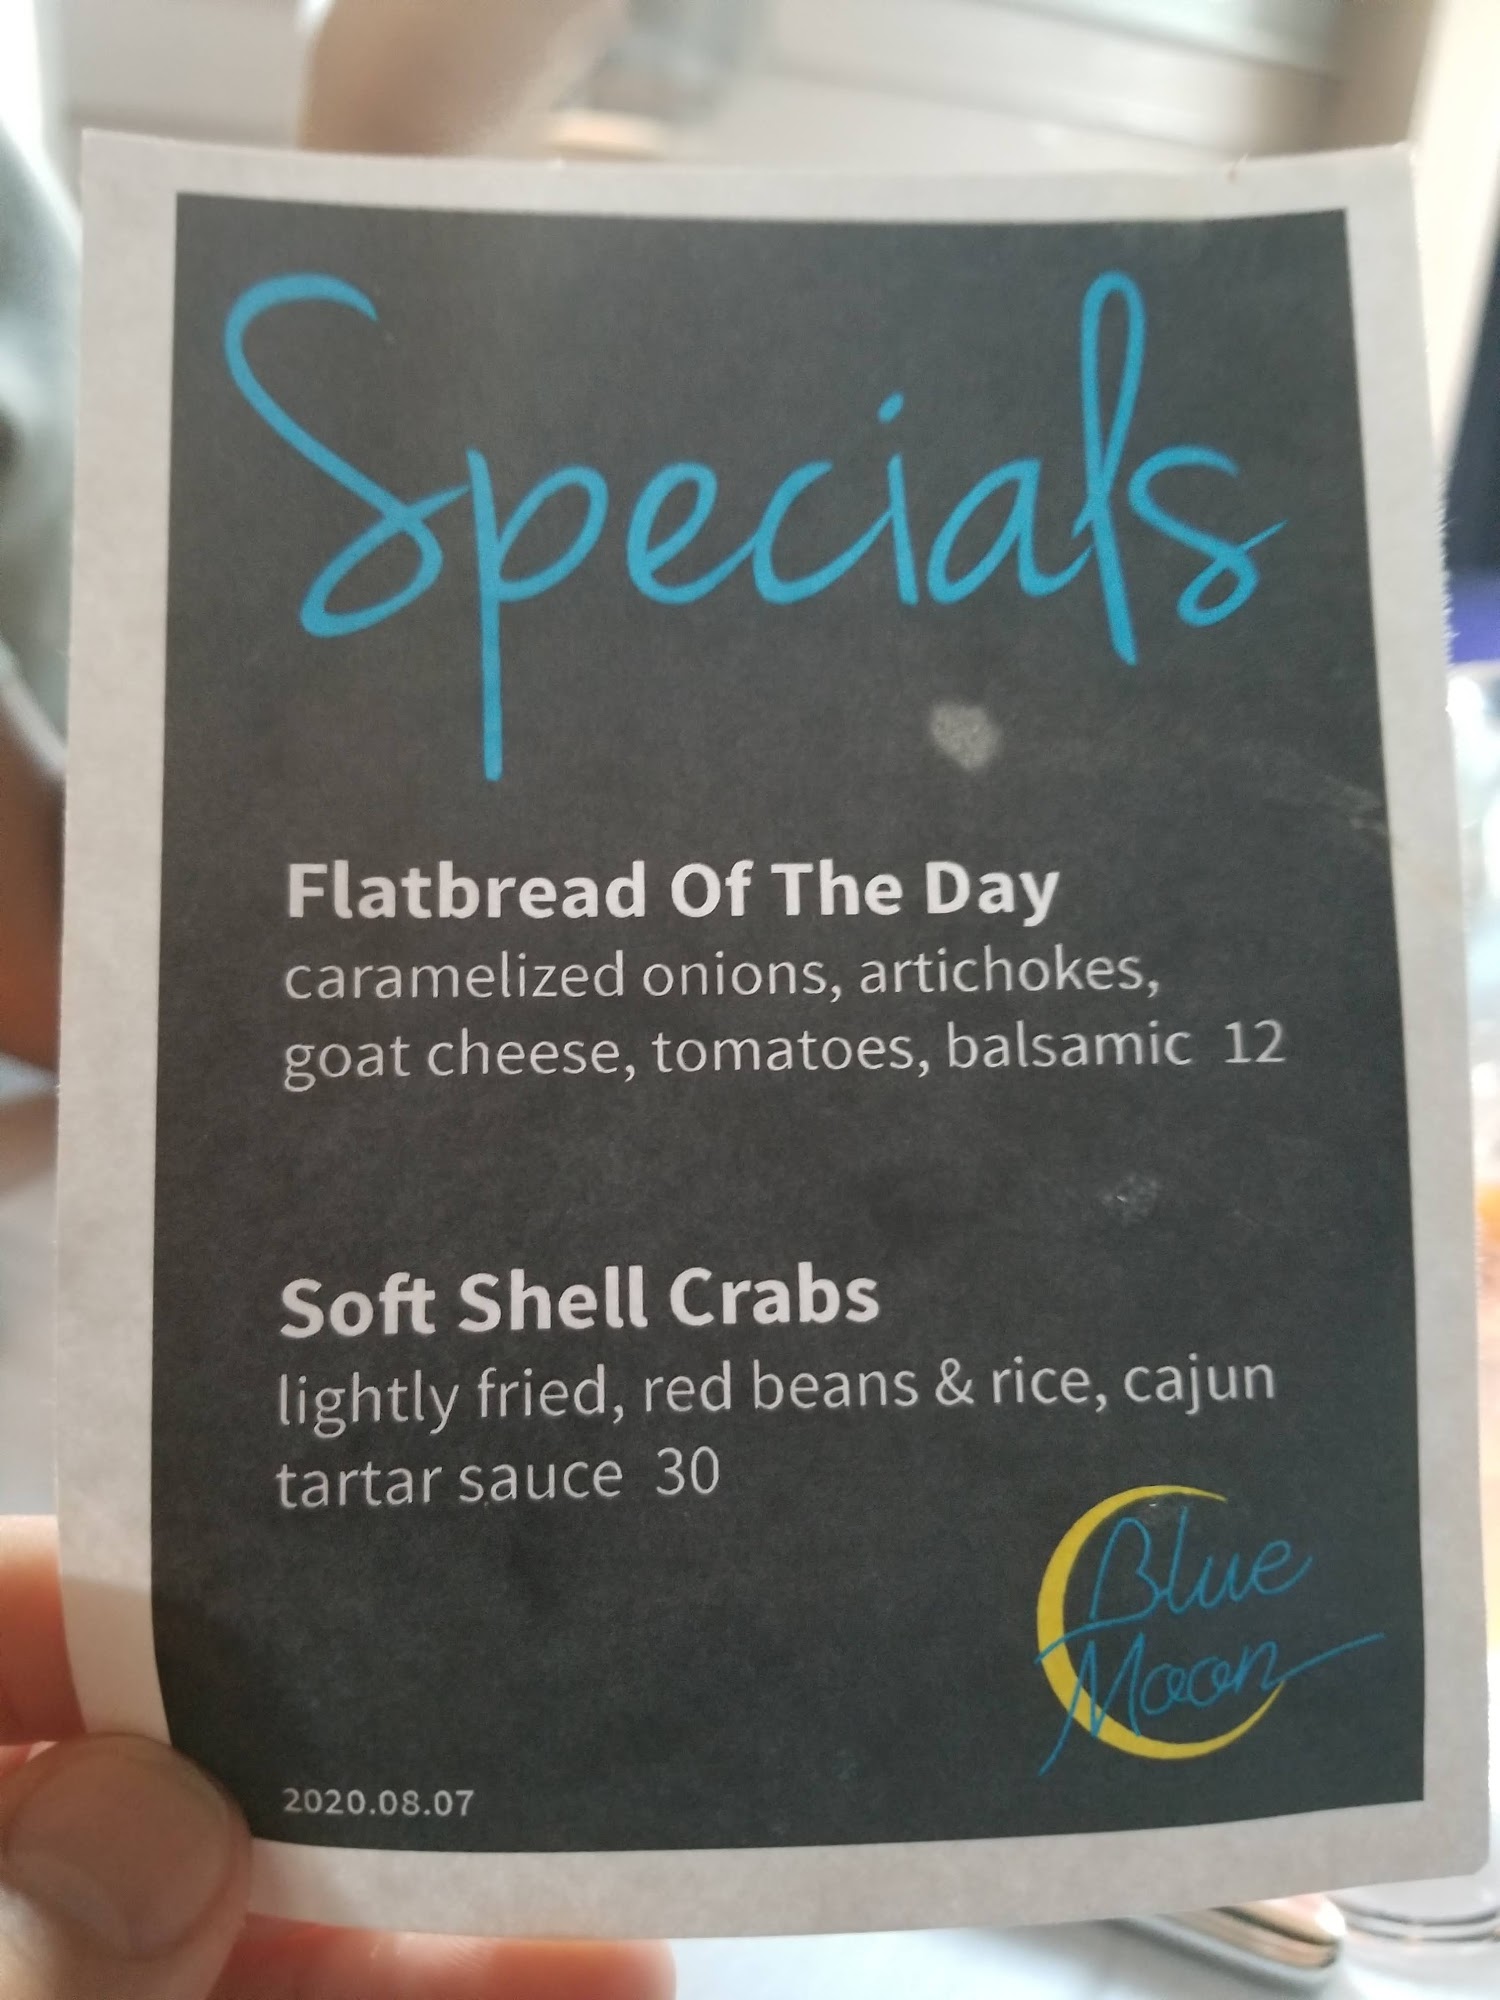 Specials
Flatbread Of The Day
caramelized onions, artichokes,
goat cheese, tomatoes, balsamic 12
Soft Shell Crabs
lightly fried, red beans & rice, cajun
tartar sauce 30
Blue
Moon
2020.08.07